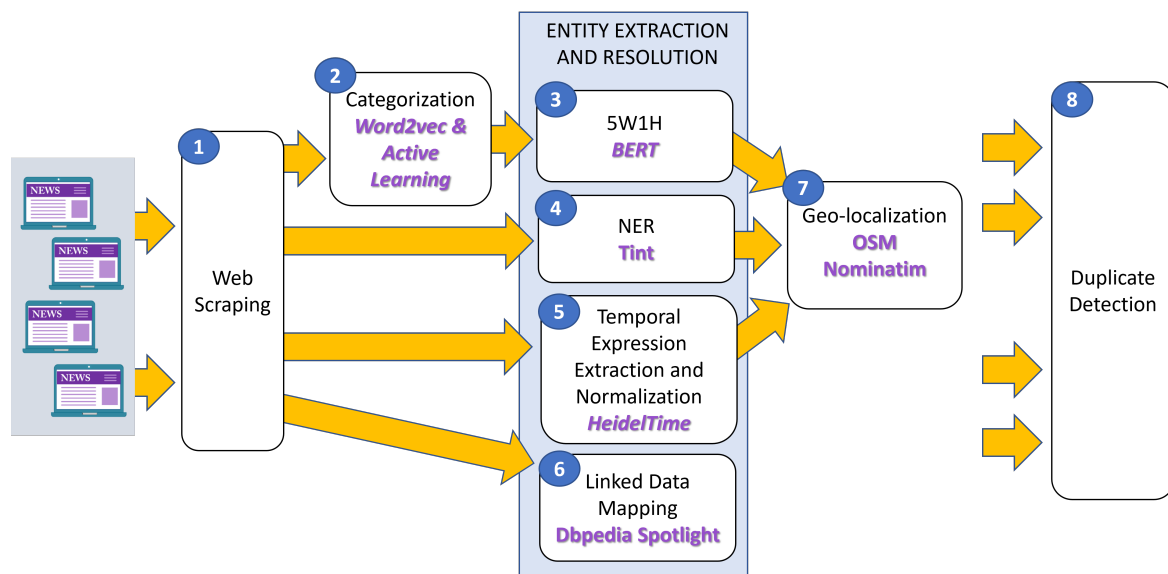 NEWS
NEWS
NEWS
NEWS
1
Web
Scraping
2
Categorization
Word2vec &
Active
Learning
ENTITY EXTRACTION
AND RESOLUTION
3
5W1H
BERT
4
NER
Tint
5
Temporal
Expression
Extraction and
Normalization
HeidelTime
6
Linked Data
Mapping
Dbpedia Spotlight
7
Geo-localization
OSM
Nominatim
8
Duplicate
Detection